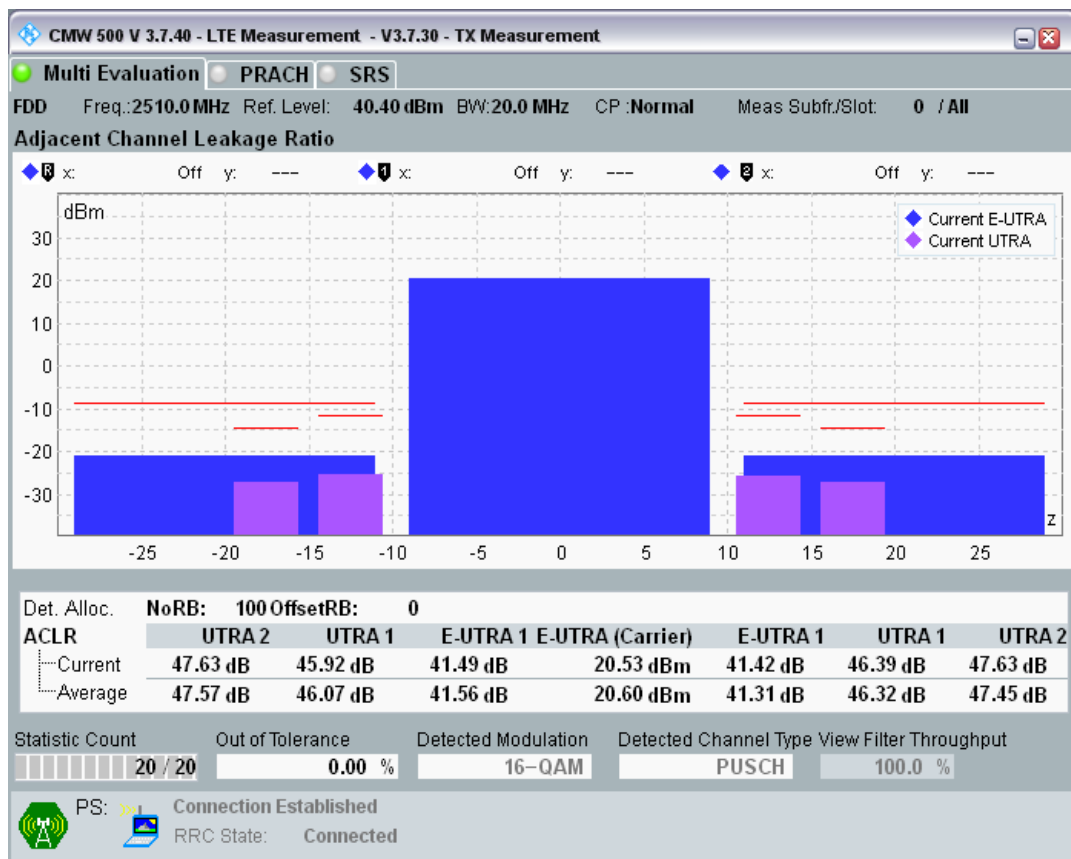 CMW 500 V 3.7.40 - LTE Measurement - V3.7.30 - TX Measurement
Multi Evaluation PRACH SRS
FDD Freq.:2510.0 MHz Ref. Level: 40.40 dBm BW:20.0 MHz CP :Normal Meas Subfr./Slot: 0 / All
Adjacent Channel Leakage Ratio
R x: Off y: --- 1 x: Off y: --- 2 x: Off y: ---
dBm
Current E-UTRA
Current UTRA
30
20
10
0
-10
-20
-30
z
-25 -20 -15 -10 -5 0 5 10 15 20 25
Det. Alloc. NoRB: 100 OffsetRB: 0
ACLR UTRA 2 UTRA 1 E-UTRA 1 E-UTRA (Carrier) E-UTRA 1 UTRA 1 UTRA 2
Current 47.63 dB 45.92 dB 41.49 dB 20.53 dBm 41.42 dB 46.39 dB 47.63 dB
Average 47.57 dB 46.07 dB 41.56 dB 20.60 dBm 41.31 dB 46.32 dB 47.45 dB
Statistic Count Out of Tolerance Detected Modulation Detected Channel Type View Filter Throughput
20 / 20 0.00 % 16-QAM PUSCH 100.0 %
PS: Connection Established
RRC State: Connected